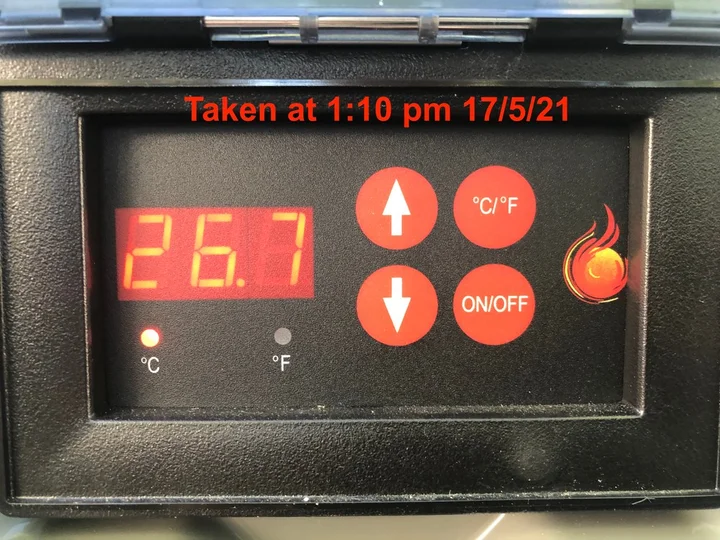 Taken at 1:10 pm 17/5/21
26.7
°C/°F
ON/OFF
°C
°F